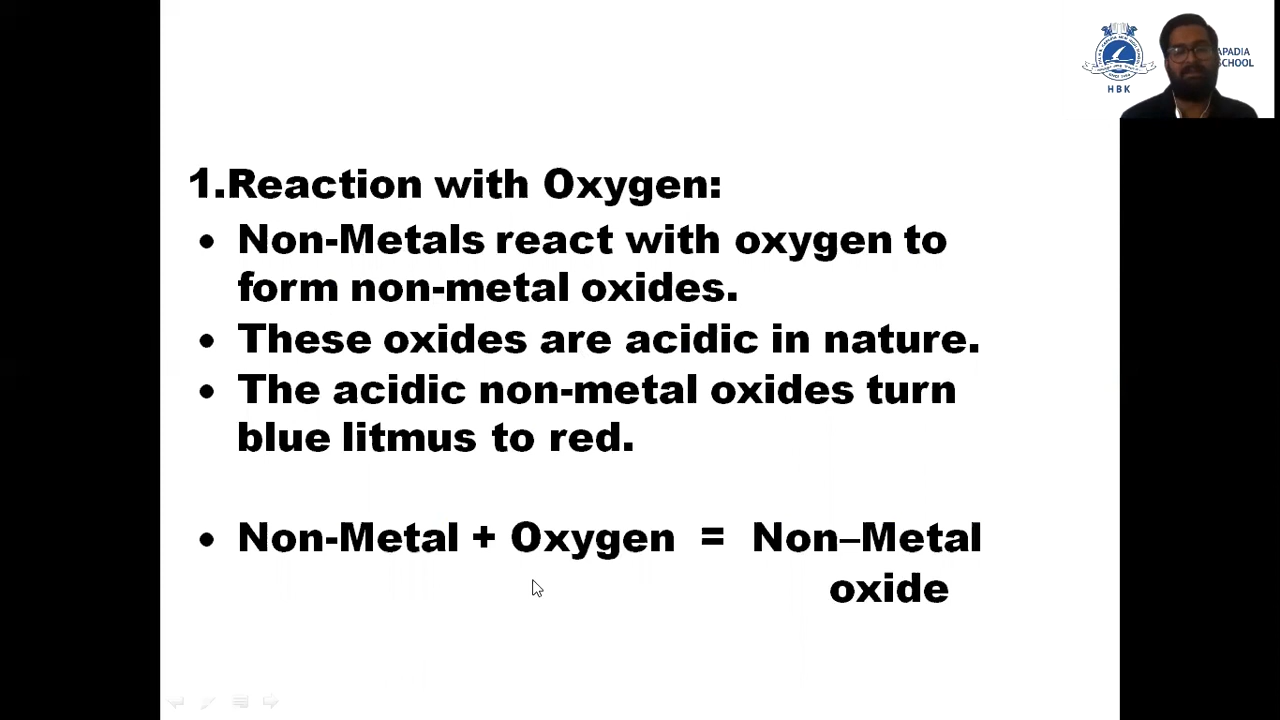 APADIA
SCHOOL
HBK
1.Reaction with Oxygen:
• Non-Metals react with oxygen to
form non-metal oxides.
• These oxides are acidic in nature.
• The acidic non-metal oxides turn
blue litmus to red.
• Non-Metal + Oxygen = Non–Metal
oxide